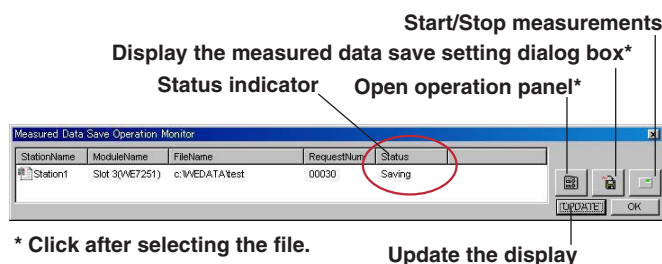 Start/Stop measurements
Display the measured data save setting dialog box*
Status indicator
Open operation panel*
Measured Data Save Operation Monitor
StationName ModuleName FileName RequestNum Status
Station1 Slot 3(WE7251) c:\WEDATA\test 00030 Saving
UPDATE OK
* Click after selecting the file.
Update the display